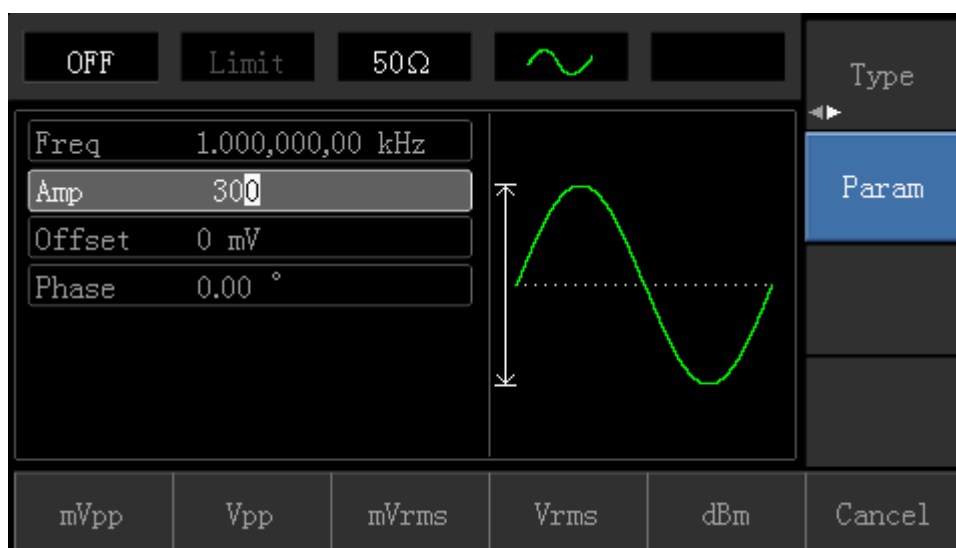 OFF Limit 50Ω
Type
Freq 1.000,000,00 kHz
Amp 300
Param
Offset 0 mV
Phase 0.00 °
mVpp Vpp mVrms Vrms dBm Cancel